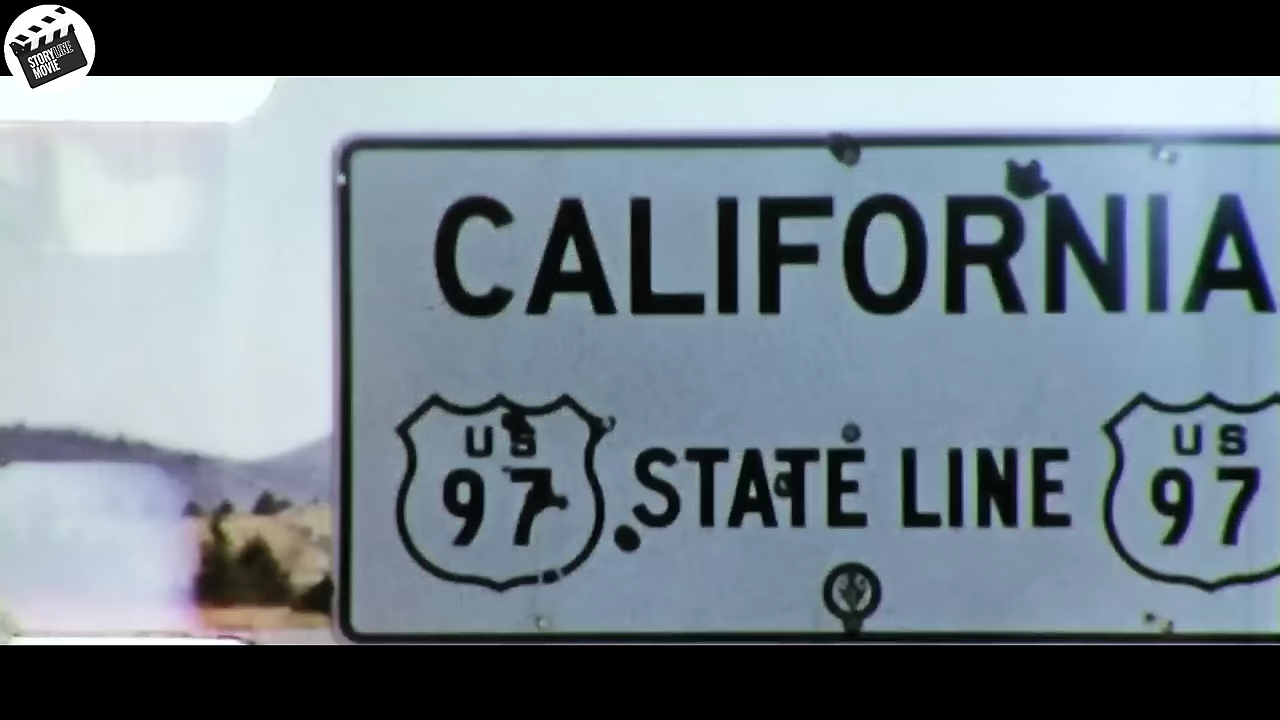 STORYLINE
MOVIE
CALIFORNIA
US US
97 STATE LINE 97